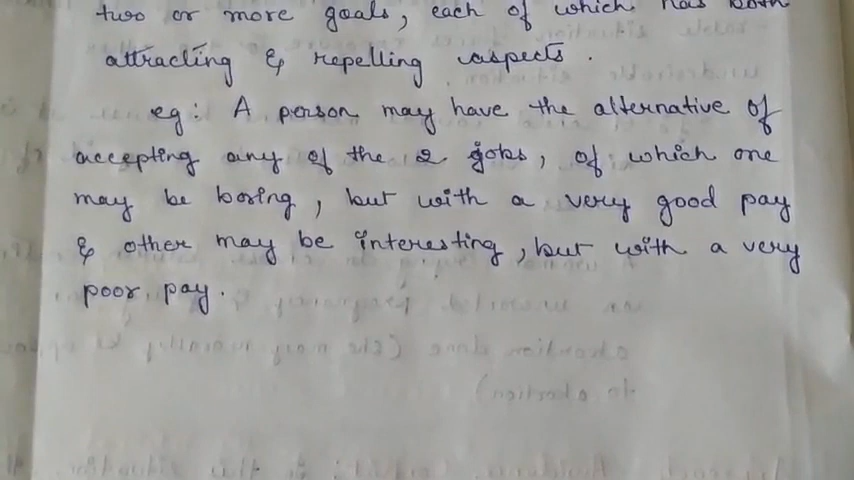 two or more goals, each of which has both
attracting & repelling aspects.
eg: A person may have the alternative of
accepting any of the 2 jobs, of which one
may be boring, but with a very good pay
& other may be interesting, but with a very
poor pay.